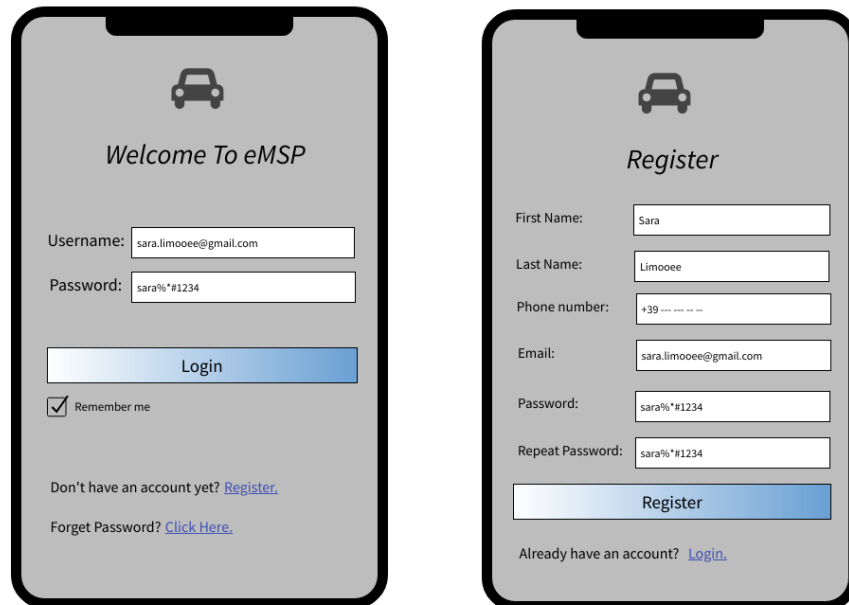 Welcome To eMSP
Username: sara.limooee@gmail.com
Password: sara%*#1234
Login
Remember me
Don't have an account yet? Register.
Forget Password? Click Here.
Register
First Name: Sara
Last Name: Limooee
Phone number: +39 --- --- -- --
Email: sara.limooee@gmail.com
Password: sara%*#1234
Repeat Password: sara%*#1234
Register
Already have an account? Login.